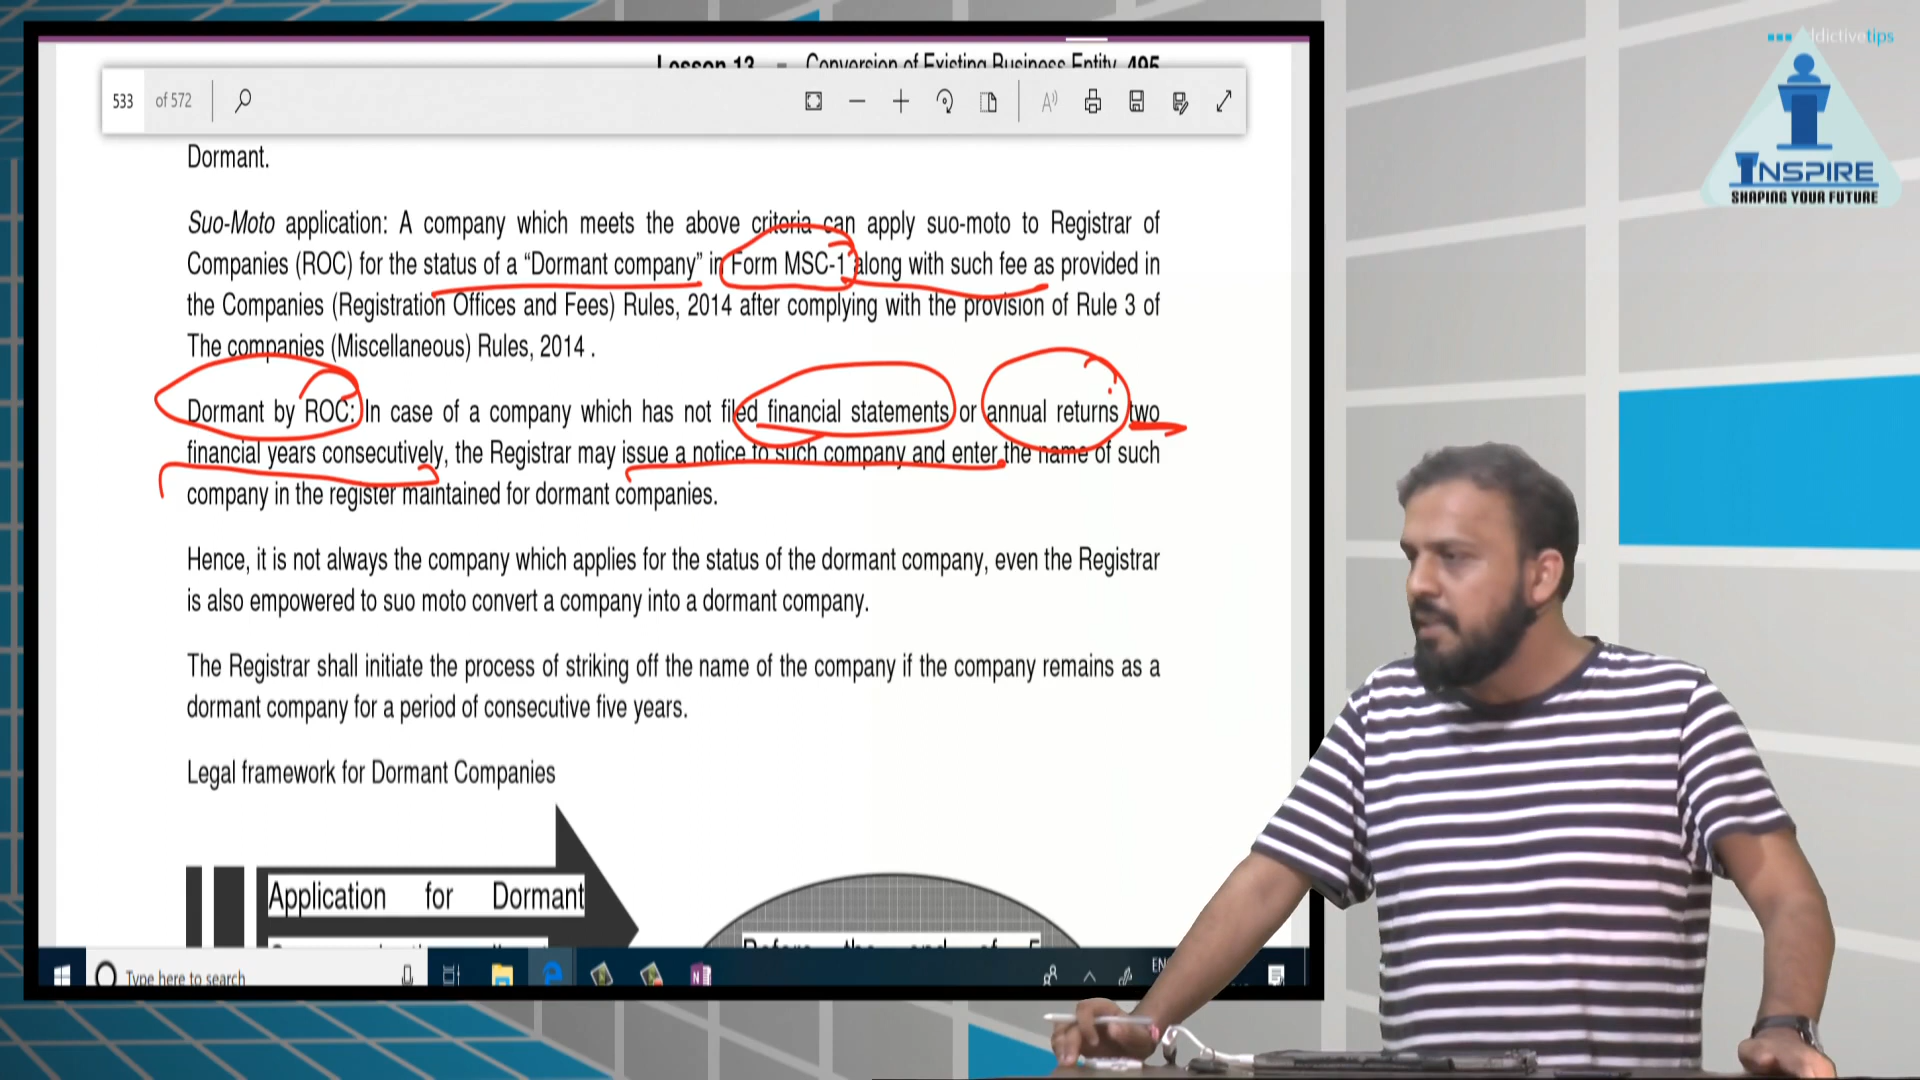 Lesson 13 – Conversion of Existing Business Entity 495
533 of 572
Dormant.
Suo-Moto application: A company which meets the above criteria can apply suo-moto to Registrar of
Companies (ROC) for the status of a “Dormant company” in Form MSC-1 along with such fee as provided in
the Companies (Registration Offices and Fees) Rules, 2014 after complying with the provision of Rule 3 of
The companies (Miscellaneous) Rules, 2014 .
Dormant by ROC: In case of a company which has not filed financial statements or annual returns two
financial years consecutively, the Registrar may issue a notice to such company and enter the name of such
company in the register maintained for dormant companies.
Hence, it is not always the company which applies for the status of the dormant company, even the Registrar
is also empowered to suo moto convert a company into a dormant company.
The Registrar shall initiate the process of striking off the name of the company if the company remains as a
dormant company for a period of consecutive five years.
Legal framework for Dormant Companies
Application for Dormant
Before the end of 5
Type here to search
addictivetips
INSPIRE
SHAPING YOUR FUTURE